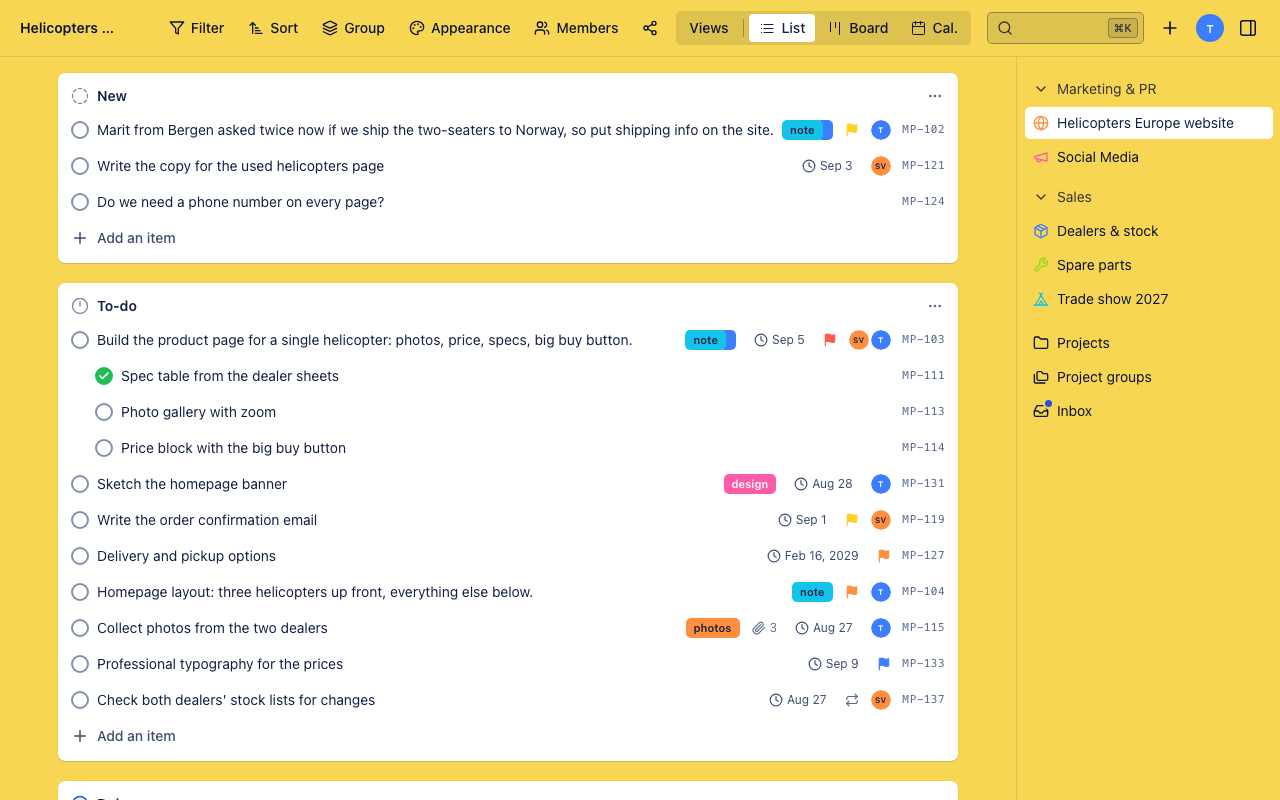 Helicopters ...
Filter
Sort
Group
Appearance
Members
Views
List
Board
Cal.
⌘K
T
New
Marit from Bergen asked twice now if we ship the two-seaters to Norway, so put shipping info on the site. note T MP-102
Write the copy for the used helicopters page Sep 3 SV MP-121
Do we need a phone number on every page? MP-124
Add an item
To-do
Build the product page for a single helicopter: photos, price, specs, big buy button. note Sep 5 SV T MP-103
Spec table from the dealer sheets MP-111
Photo gallery with zoom MP-113
Price block with the big buy button MP-114
Sketch the homepage banner design Aug 28 T MP-131
Write the order confirmation email Sep 1 SV MP-119
Delivery and pickup options Feb 16, 2029 MP-127
Homepage layout: three helicopters up front, everything else below. note T MP-104
Collect photos from the two dealers photos 3 Aug 27 T MP-115
Professional typography for the prices Sep 9 MP-133
Check both dealers' stock lists for changes Aug 27 SV MP-137
Add an item
Marketing & PR
Helicopters Europe website
Social Media
Sales
Dealers & stock
Spare parts
Trade show 2027
Projects
Project groups
Inbox